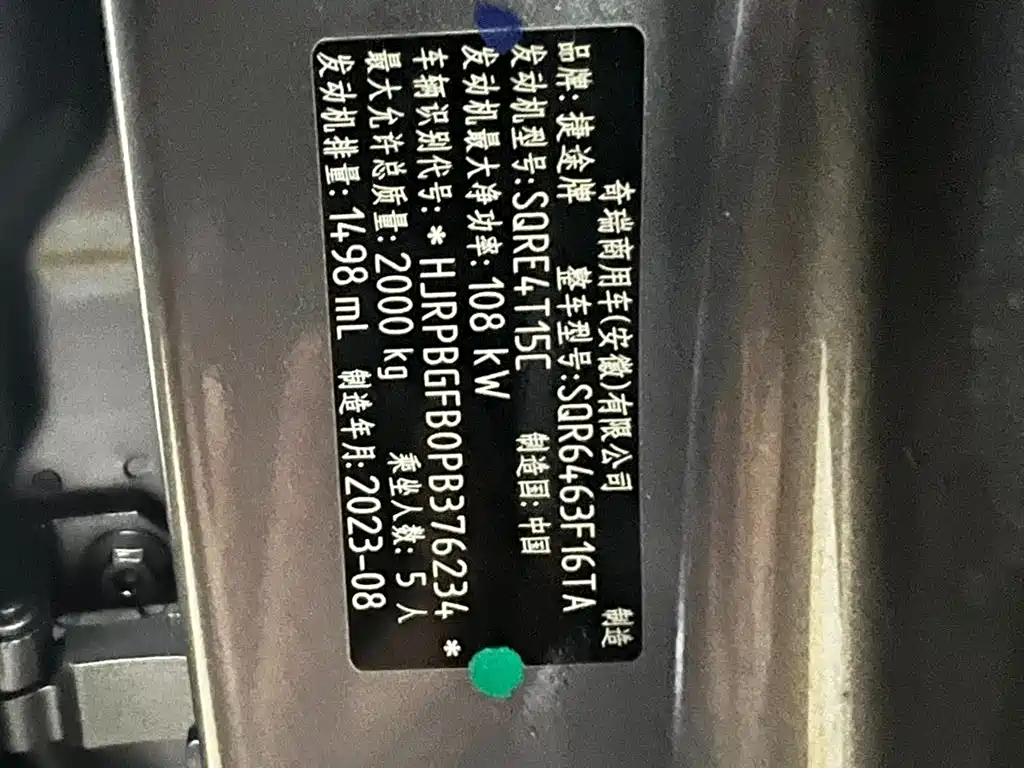 奇瑞商用车(安徽)有限公司 制造
品牌:捷途牌 整车型号:SQR6463F16TA
发动机型号:SQRE4T15C 制造国:中国
发动机最大净功率:108 kW
车辆识别代号:*HJRPBGFB0PB376234*
最大允许总质量:2000 kg 乘坐人数:5 人
发动机排量:1498 mL 制造年月:2023-08